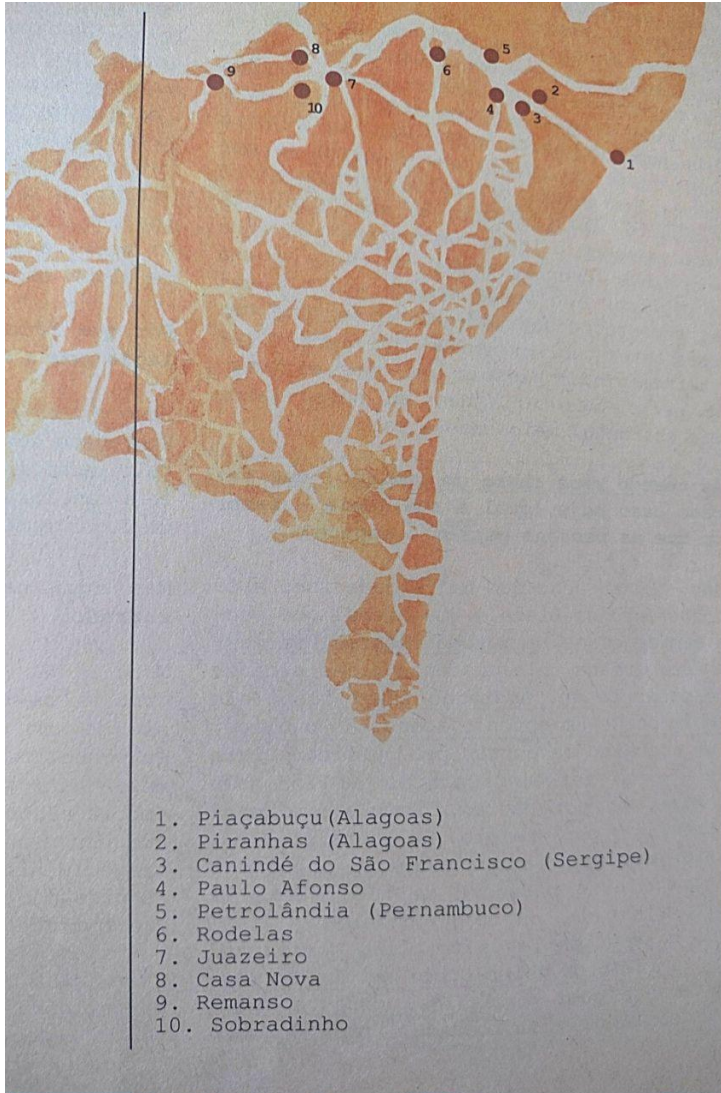 8
5
9
6
7
10
4
2
3
1
1. Piaçabuçu(Alagoas)
2. Piranhas (Alagoas)
3. Canindé do São Francisco (Sergipe)
4. Paulo Afonso
5. Petrolândia (Pernambuco)
6. Rodelas
7. Juazeiro
8. Casa Nova
9. Remanso
10. Sobradinho